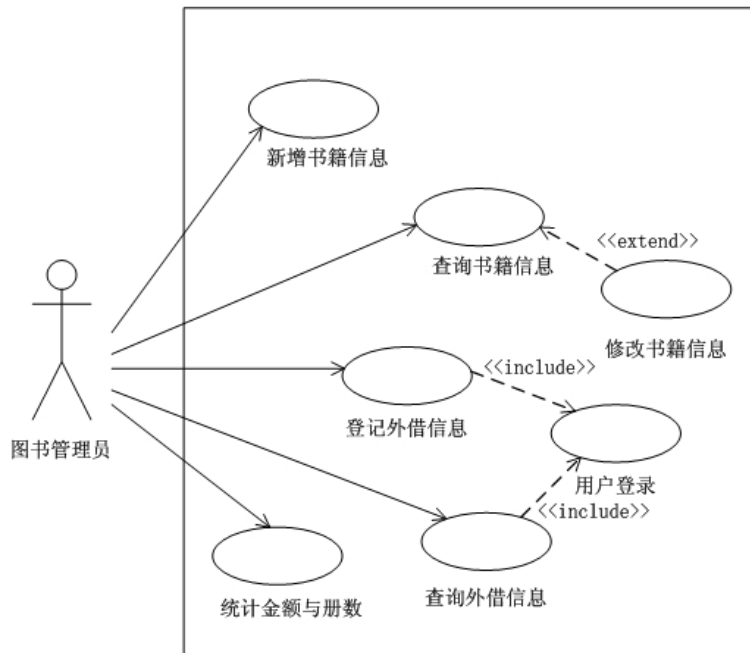 新增书籍信息
查询书籍信息
<<extend>>
修改书籍信息
<<include>>
登记外借信息
图书管理员
用户登录
<<include>>
统计金额与册数
查询外借信息